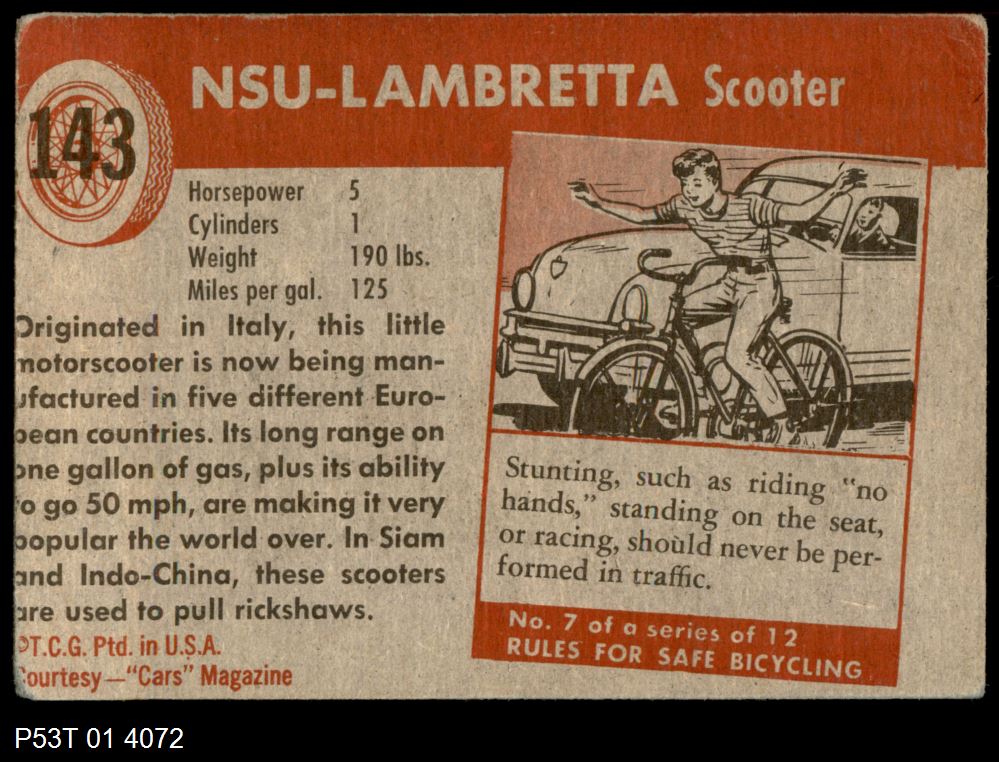 143
NSU-LAMBRETTA Scooter
Horsepower 5
Cylinders 1
Weight 190 lbs.
Miles per gal. 125
Originated in Italy, this little
motorscooter is now being man-
ufactured in five different Euro-
pean countries. Its long range on
one gallon of gas, plus its ability
to go 50 mph, are making it very
popular the world over. In Siam
and Indo-China, these scooters
are used to pull rickshaws.
©T.C.G. Ptd. in U.S.A.
Courtesy—"Cars" Magazine
Stunting, such as riding "no
hands," standing on the seat,
or racing, should never be per-
formed in traffic.
No. 7 of a series of 12
RULES FOR SAFE BICYCLING
P53T 01 4072